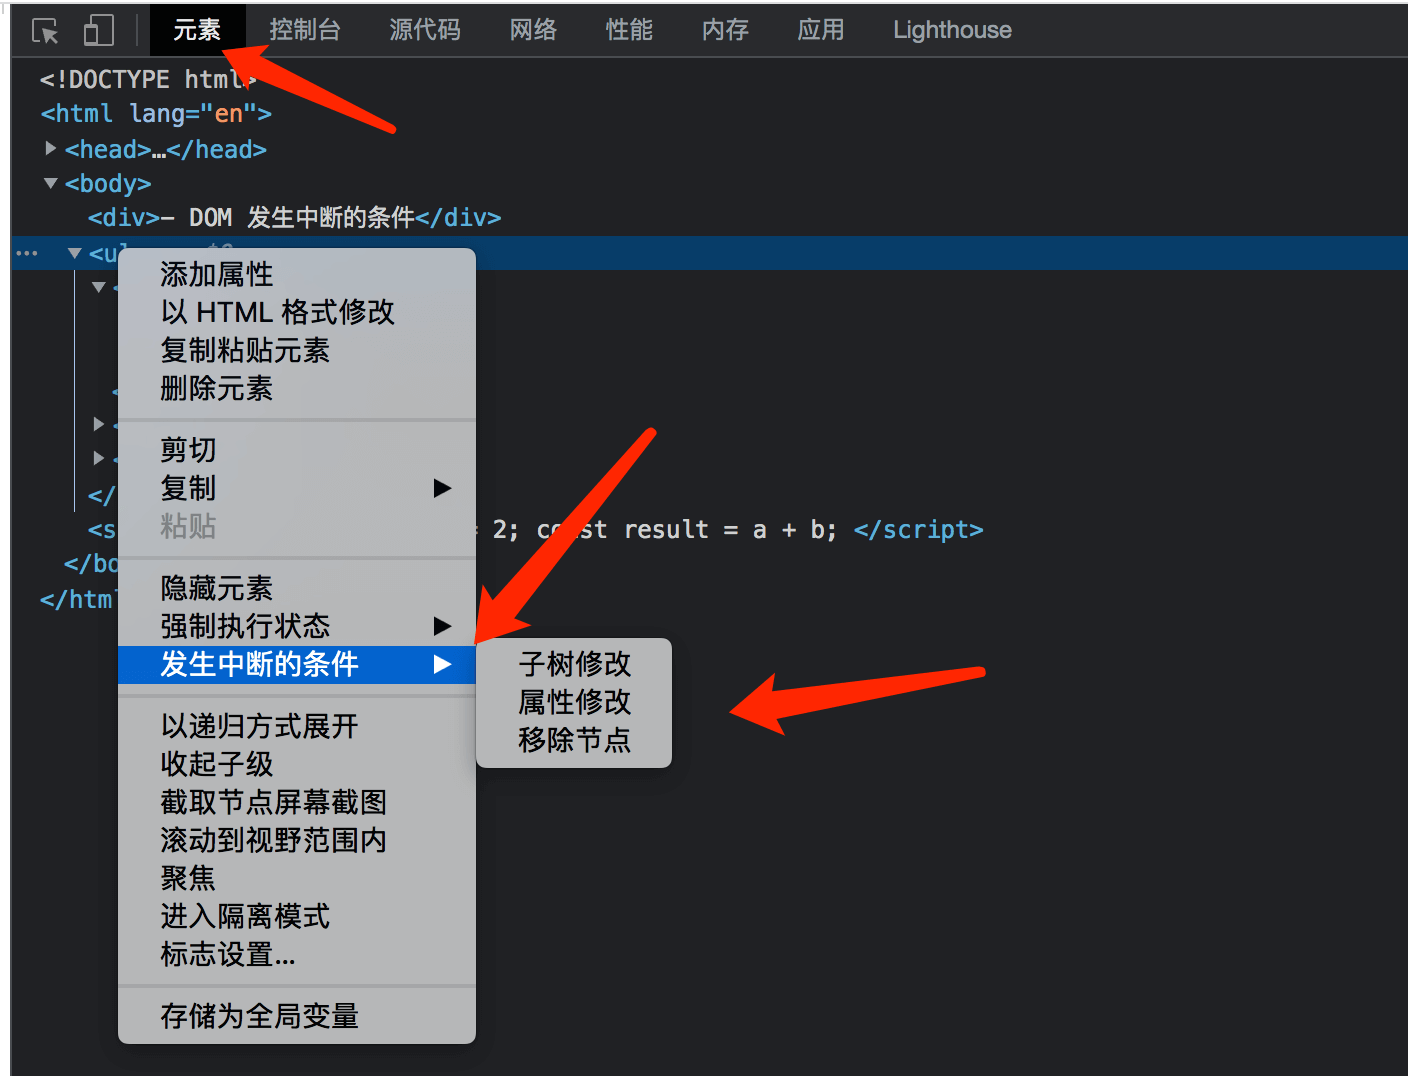 元素 控制台 源代码 网络 性能 内存 应用 Lighthouse
<!DOCTYPE html>
<html lang="en">
<head>…</head>
<body>
<div>– DOM 发生中断的条件</div>
<u
添加属性
以 HTML 格式修改
复制粘贴元素
删除元素
剪切
复制
粘贴
</
<s = 2; const result = a + b; </script>
</bo
</html
隐藏元素
强制执行状态
发生中断的条件
子树修改
属性修改
移除节点
以递归方式展开
收起子级
截取节点屏幕截图
滚动到视野范围内
聚焦
进入隔离模式
标志设置...
存储为全局变量